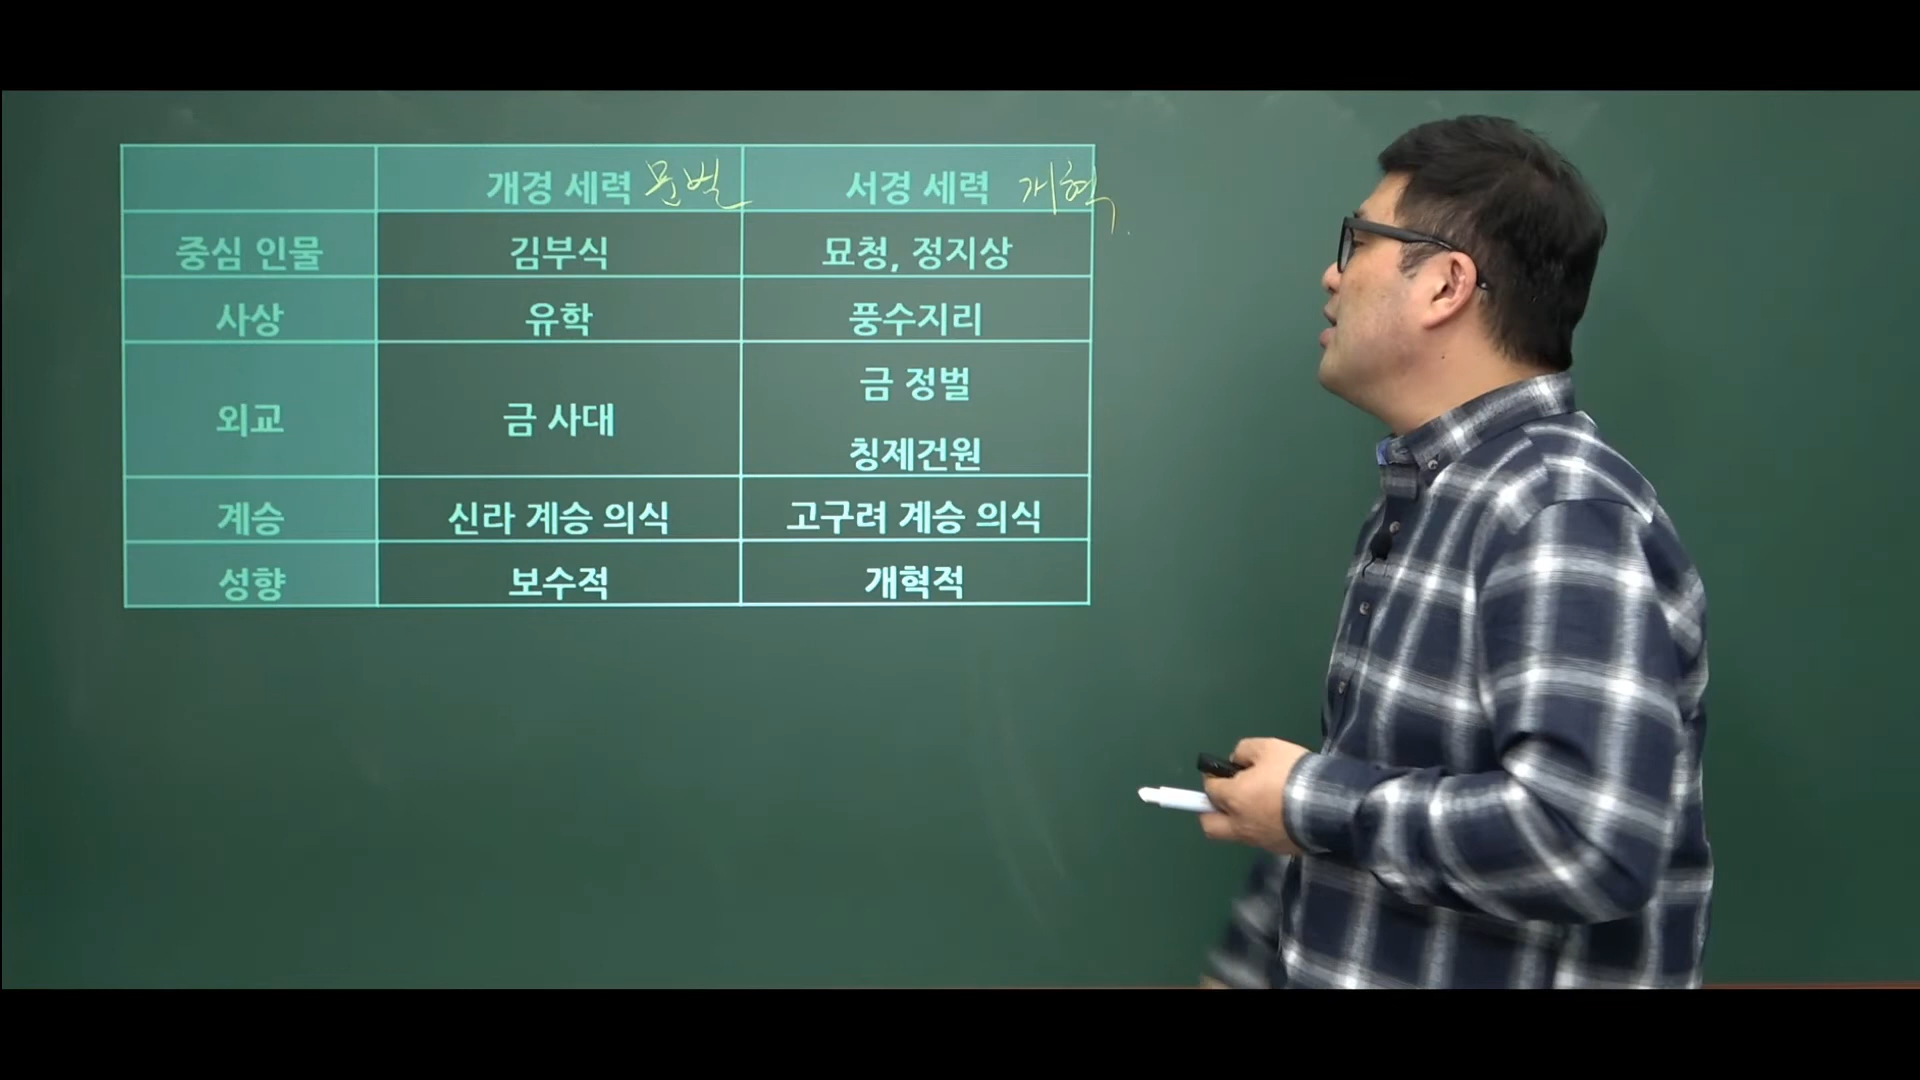 개경 세력 문벌 서경 세력 개혁
중심 인물 김부식 묘청, 정지상
사상 유학 풍수지리
외교 금 사대 금 정벌
칭제건원
계승 신라 계승 의식 고구려 계승 의식
성향 보수적 개혁적